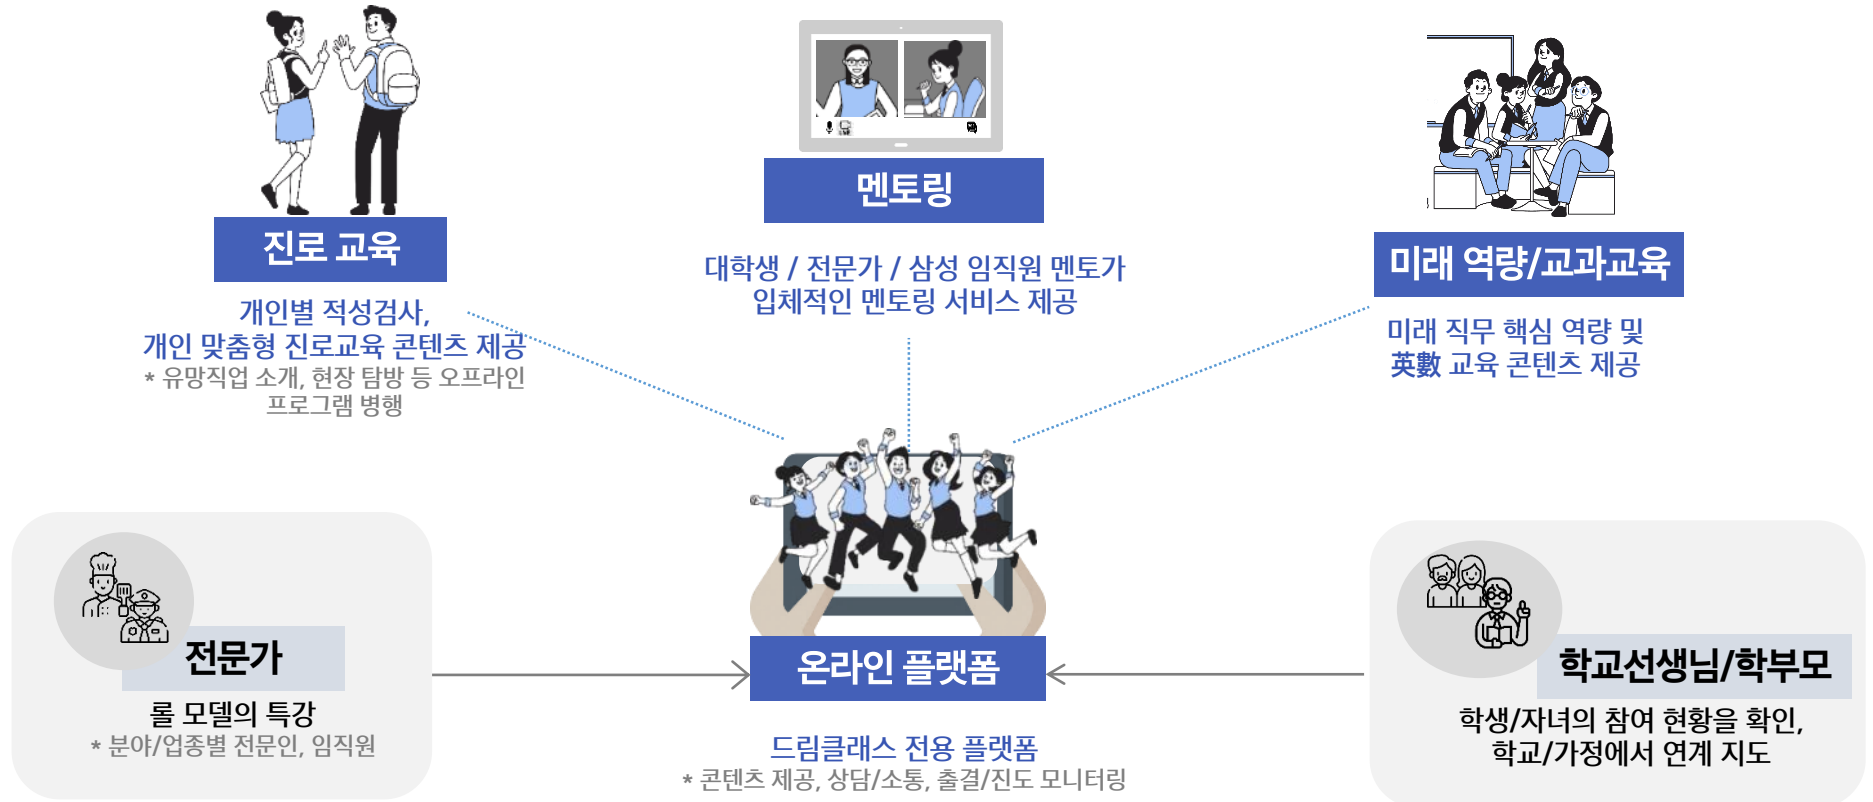 진로 교육
개인별 적성검사,
개인 맞춤형 진로교육 콘텐츠 제공
* 유망직업 소개, 현장 탐방 등 오프라인
프로그램 병행
멘토링
대학생 / 전문가 / 삼성 임직원 멘토가
입체적인 멘토링 서비스 제공
미래 역량/교과교육
미래 직무 핵심 역량 및
英數 교육 콘텐츠 제공
전문가
롤 모델의 특강
* 분야/업종별 전문인, 임직원
온라인 플랫폼
드림클래스 전용 플랫폼
* 콘텐츠 제공, 상담/소통, 출결/진도 모니터링
학교선생님/학부모
학생/자녀의 참여 현황을 확인,
학교/가정에서 연계 지도